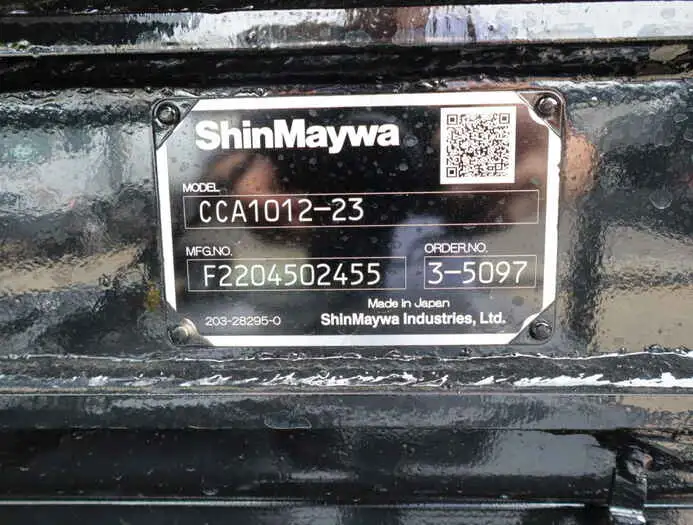 ShinMaywa
MODEL
CCA1012-23
MFG.NO. ORDER.NO.
F2204502455 3-5097
Made in Japan
203-28295-0 ShinMaywa Industries, Ltd.